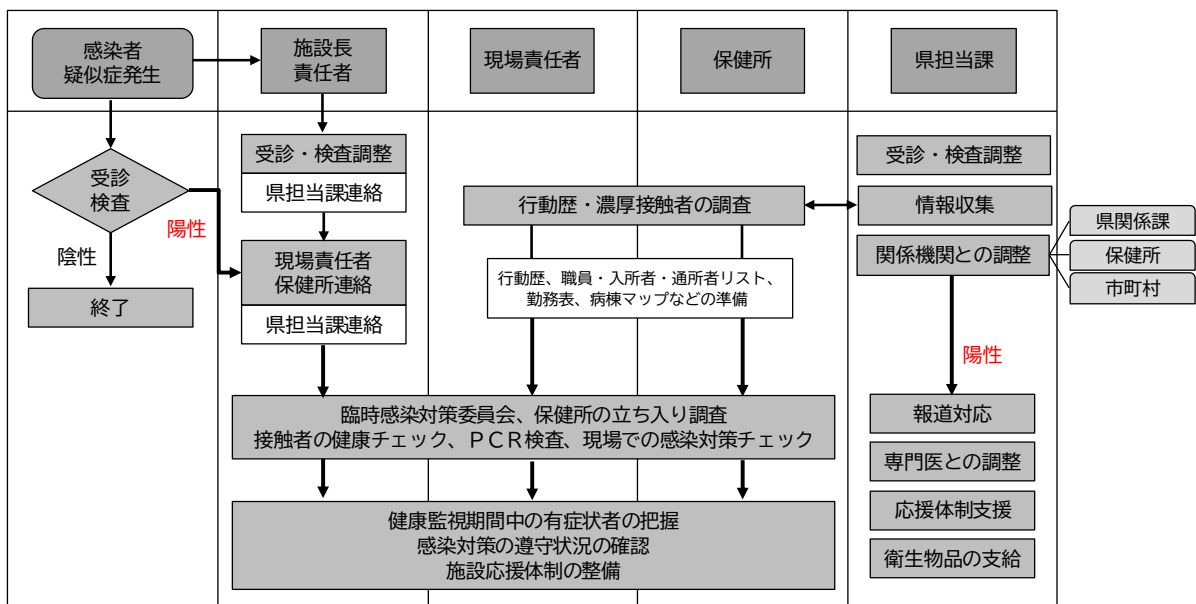 感染者
疑似症発生
施設長
責任者
現場責任者
保健所
県担当課
受診
検査
陽性
陰性
終了
受診・検査調整
県担当課連絡
現場責任者
保健所連絡
県担当課連絡
行動歴・濃厚接触者の調査
行動歴、職員・入所者・通所者リスト、
勤務表、病棟マップなどの準備
臨時感染対策委員会、保健所の立ち入り調査
接触者の健康チェック、ＰＣＲ検査、現場での感染対策チェック
健康監視期間中の有症状者の把握
感染対策の遵守状況の確認
施設応援体制の整備
受診・検査調整
情報収集
関係機関との調整
県関係課
保健所
市町村
陽性
報道対応
専門医との調整
応援体制支援
衛生物品の支給